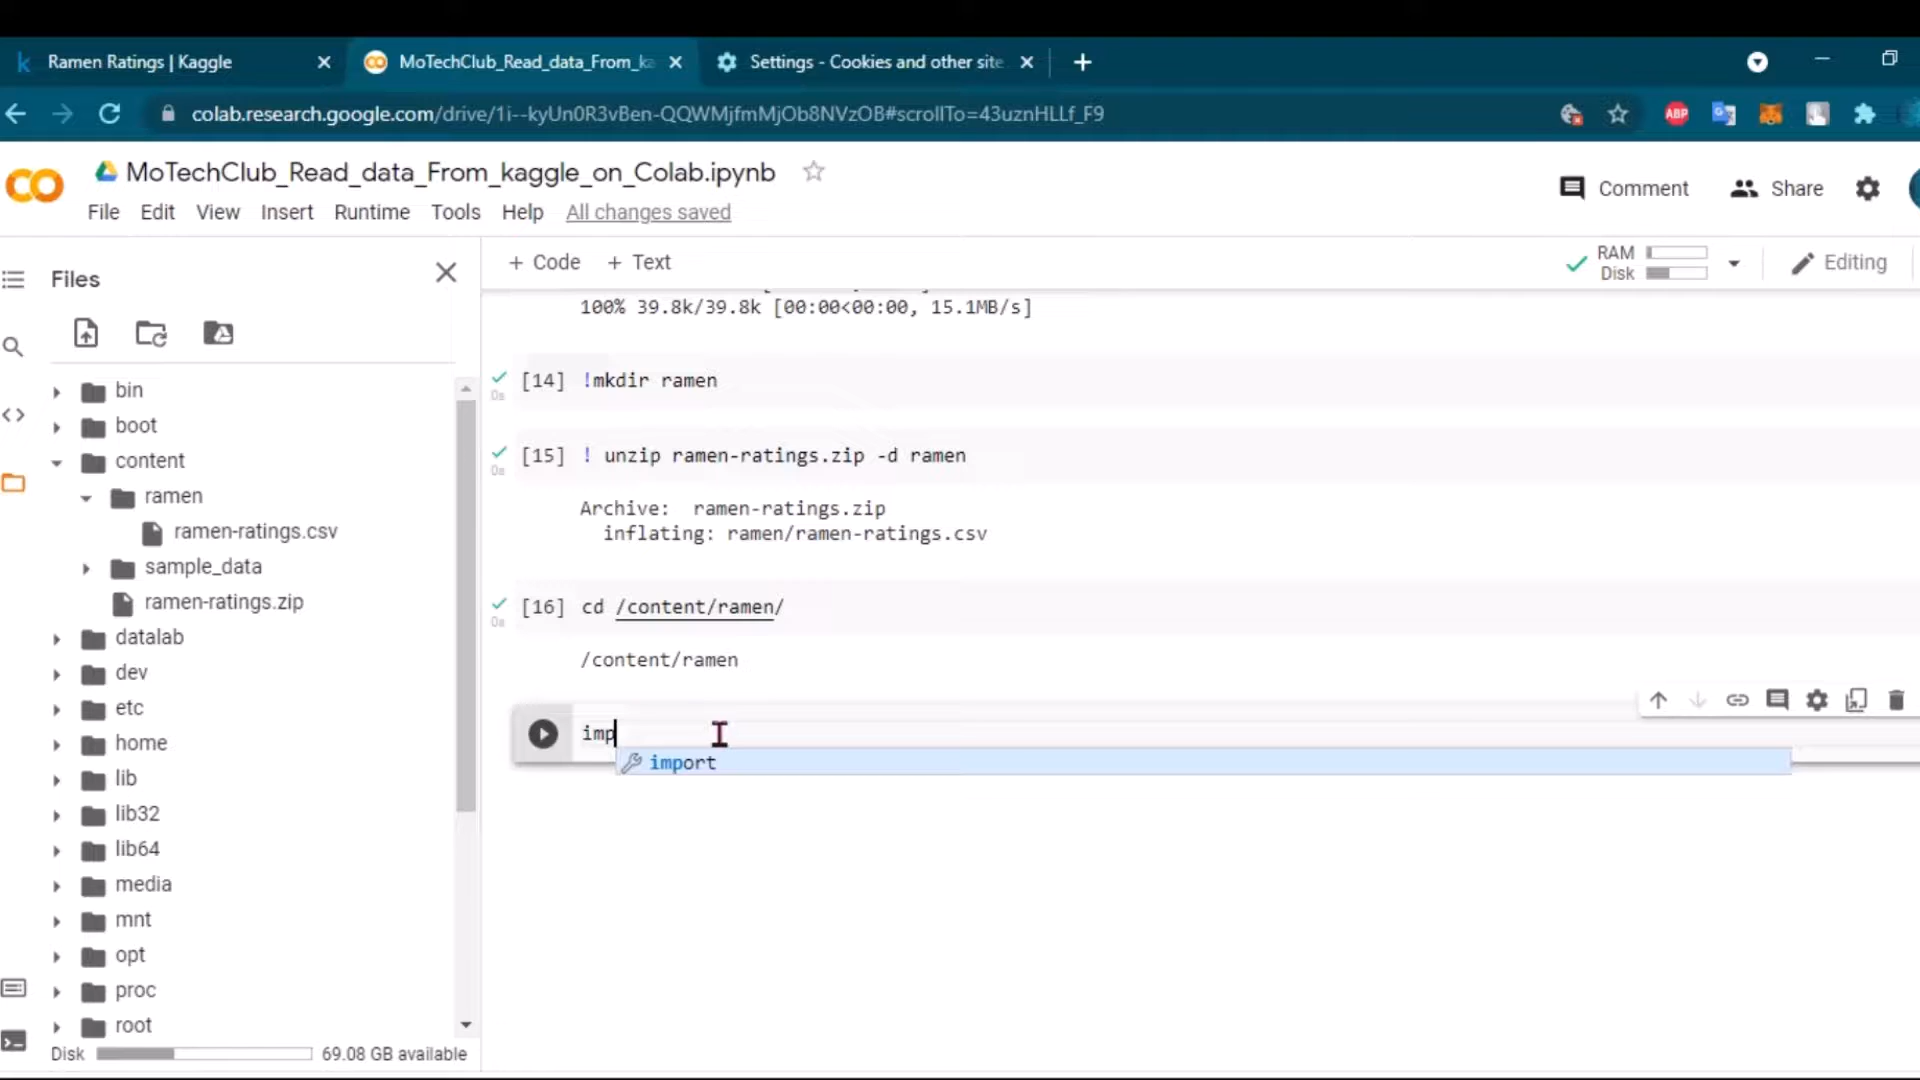 Ramen Ratings | Kaggle
MoTechClub_Read_data_From_ka
Settings - Cookies and other site
colab.research.google.com/drive/1i--kyUn0R3vBen-QQWMjfmMjOb8NVzOB#scrollTo=43uznHLLf_F9
ABP
MoTechClub_Read_data_From_kaggle_on_Colab.ipynb
Comment
Share
File Edit View Insert Runtime Tools Help All changes saved
Files
+ Code + Text
RAM
Disk
Editing
100% 39.8k/39.8k [00:00<00:00, 15.1MB/s]
[14] !mkdir ramen
0s
[15] ! unzip ramen-ratings.zip -d ramen
0s
Archive: ramen-ratings.zip
inflating: ramen/ramen-ratings.csv
[16] cd /content/ramen/
0s
/content/ramen
imp
import
bin
boot
content
ramen
ramen-ratings.csv
sample_data
ramen-ratings.zip
datalab
dev
etc
home
lib
lib32
lib64
media
mnt
opt
proc
root
Disk 69.08 GB available